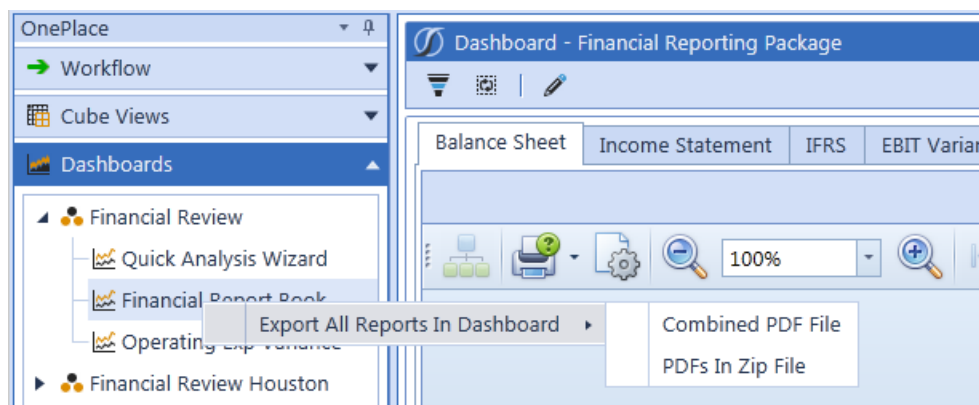 OnePlace
Workflow
Cube Views
Dashboards
Financial Review
Quick Analysis Wizard
Financial Report Book
Operating Exp Variance
Financial Review Houston
Dashboard - Financial Reporting Package
Balance Sheet Income Statement IFRS EBIT Varian
100%
Export All Reports In Dashboard
Combined PDF File
PDFs In Zip File